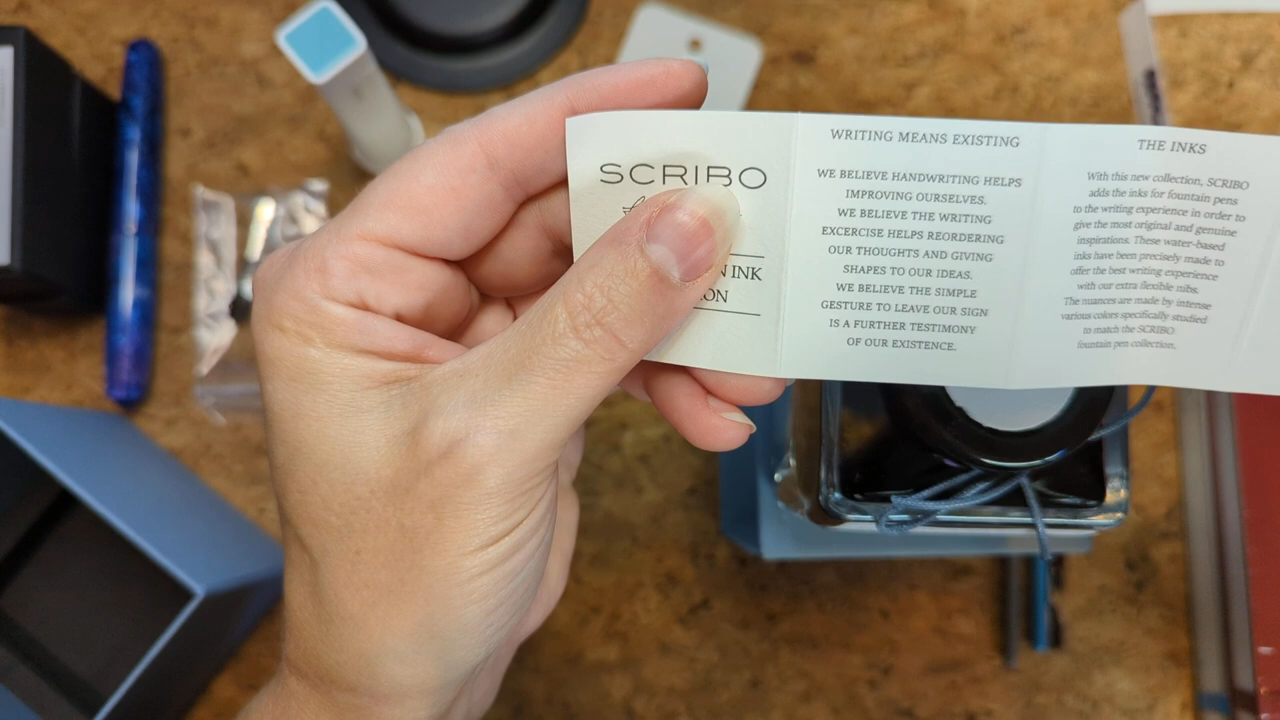 SCRIBO
N INK
ON
WRITING MEANS EXISTING
WE BELIEVE HANDWRITING HELPS
IMPROVING OURSELVES.
WE BELIEVE THE WRITING
EXCERCISE HELPS REORDERING
OUR THOUGHTS AND GIVING
SHAPES TO OUR IDEAS.
WE BELIEVE THE SIMPLE
GESTURE TO LEAVE OUR SIGN
IS A FURTHER TESTIMONY
OF OUR EXISTENCE.
THE INKS
With this new collection, SCRIBO
adds the inks for fountain pens
to the writing experience in order to
give the most original and genuine
inspirations. These water-based
inks have been precisely made to
offer the best writing experience
with our extra flexible nibs.
The nuances are made by intense
various colors specifically studied
to match the SCRIBO
fountain pen collection.